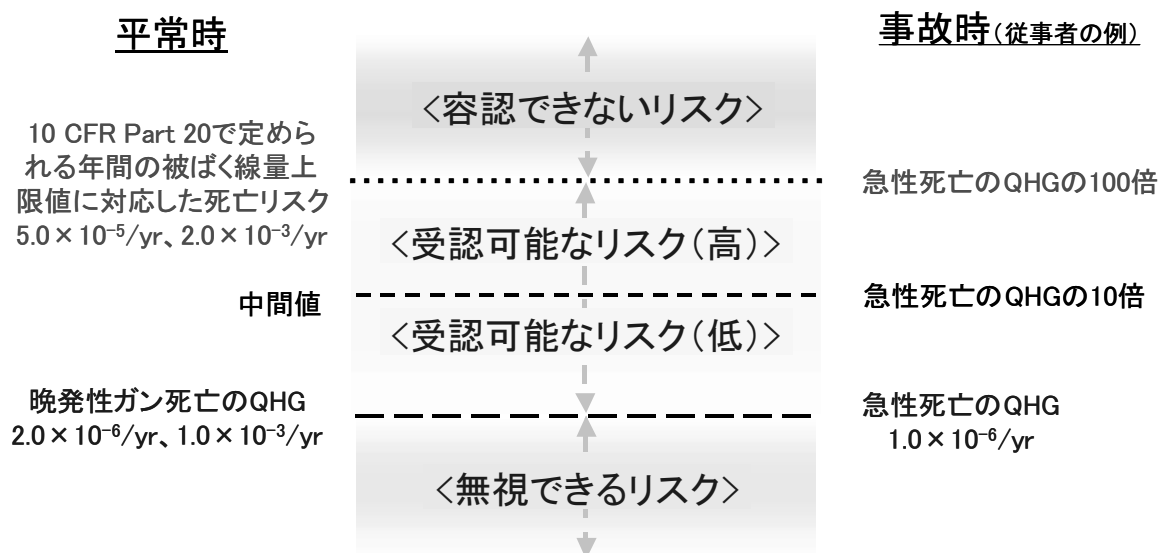 平常時
事故時(従事者の例)
<容認できないリスク>
10 CFR Part 20で定めら
れる年間の被ばく線量上
限値に対応した死亡リスク
5.0×10⁻⁵/yr、2.0×10⁻³/yr
急性死亡のQHGの100倍
<受認可能なリスク(高)>
中間値
急性死亡のQHGの10倍
<受認可能なリスク(低)>
晩発性ガン死亡のQHG
2.0×10⁻⁶/yr、1.0×10⁻³/yr
急性死亡のQHG
1.0×10⁻⁶/yr
<無視できるリスク>